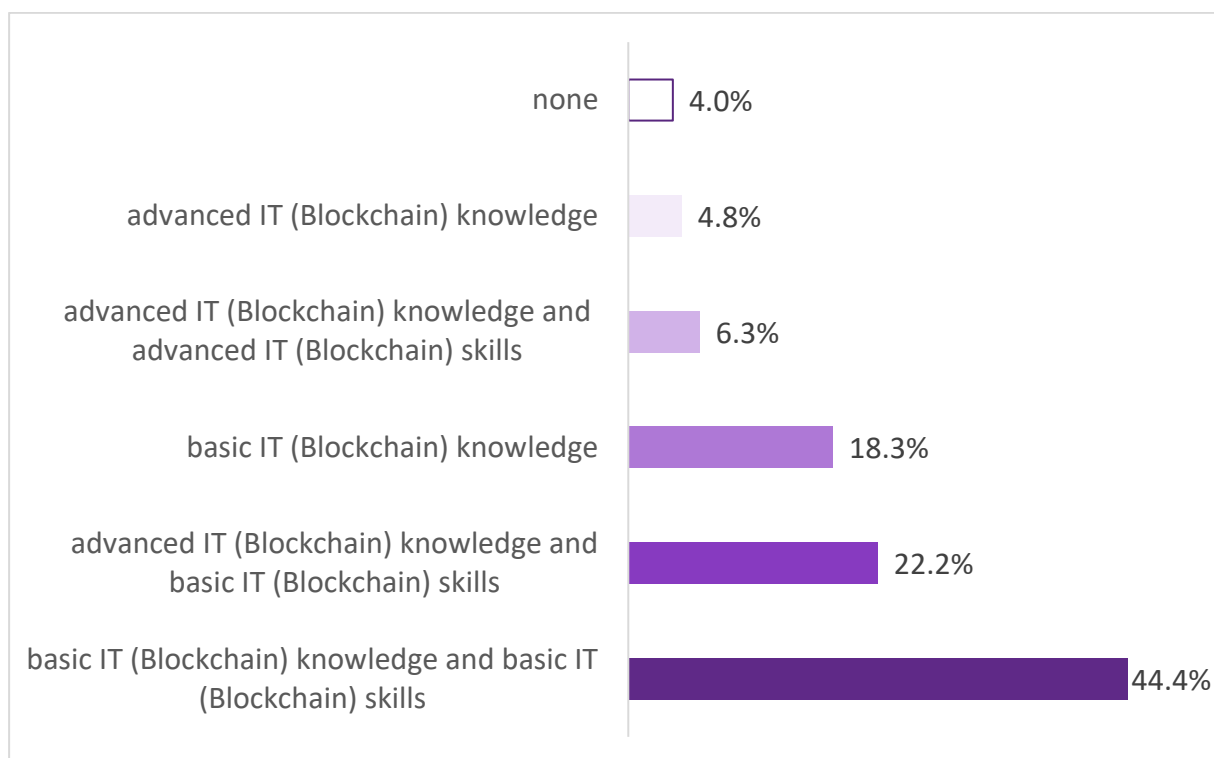 none
4.0%
advanced IT (Blockchain) knowledge
4.8%
advanced IT (Blockchain) knowledge and
advanced IT (Blockchain) skills
6.3%
basic IT (Blockchain) knowledge
18.3%
advanced IT (Blockchain) knowledge and
basic IT (Blockchain) skills
22.2%
basic IT (Blockchain) knowledge and basic IT
(Blockchain) skills
44.4%